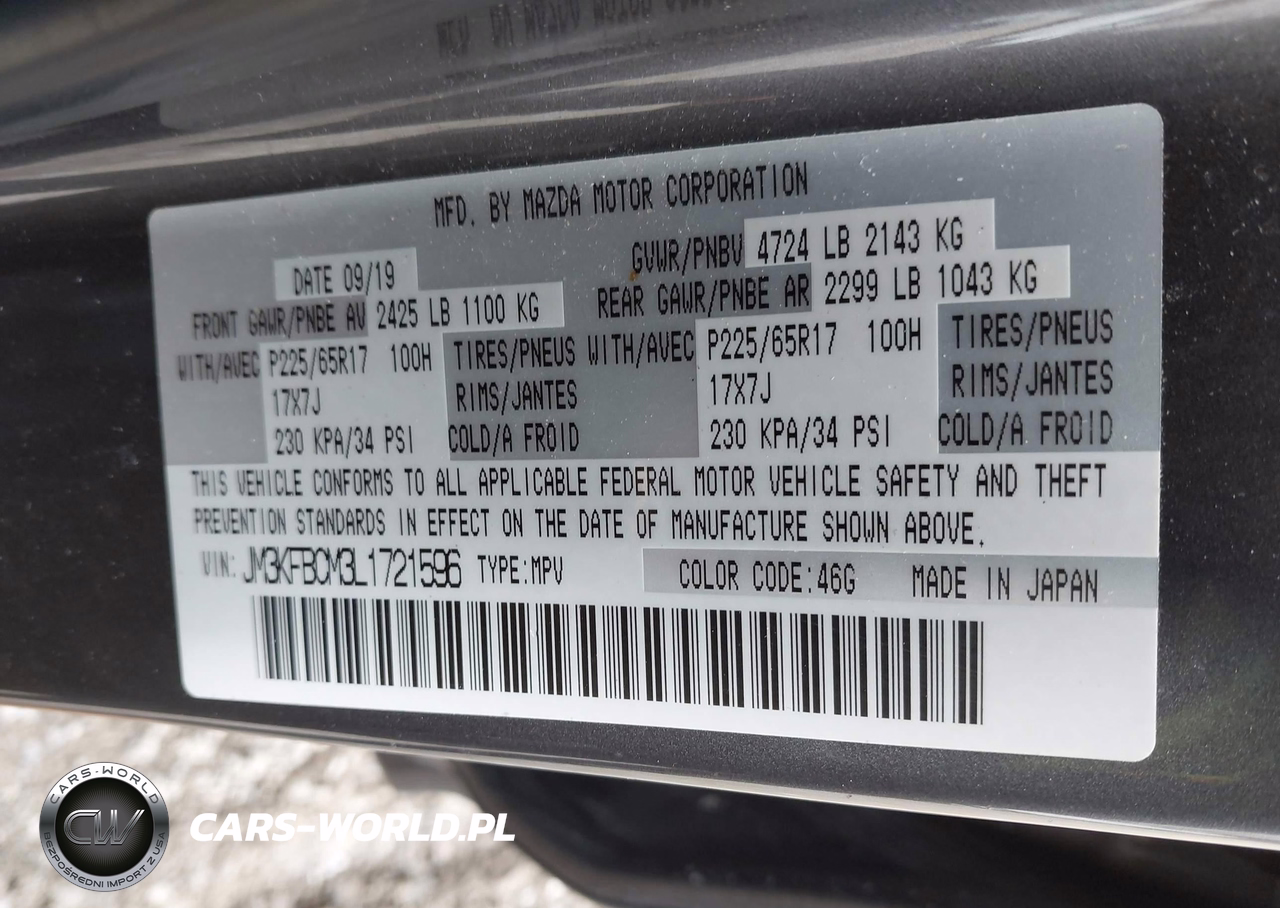 MFD. BY MAZDA MOTOR CORPORATION
DATE 09/19
GVWR/PNBV 4724 LB 2143 KG
FRONT GAWR/PNBE AV 2425 LB 1100 KG
REAR GAWR/PNBE AR 2299 LB 1043 KG
WITH/AVEC P225/65R17 100H TIRES/PNEUS WITH/AVEC P225/65R17 100H TIRES/PNEUS
17X7J RIMS/JANTES 17X7J RIMS/JANTES
230 KPA/34 PSI COLD/A FROID 230 KPA/34 PSI COLD/A FROID
THIS VEHICLE CONFORMS TO ALL APPLICABLE FEDERAL MOTOR VEHICLE SAFETY AND THEFT
PREVENTION STANDARDS IN EFFECT ON THE DATE OF MANUFACTURE SHOWN ABOVE.
VIN: JM3KFBCM3L1721596 TYPE:MPV COLOR CODE:46G MADE IN JAPAN
CARS-WORLD
CW
BEZPOŚREDNI IMPORT Z USA
CARS-WORLD.PL